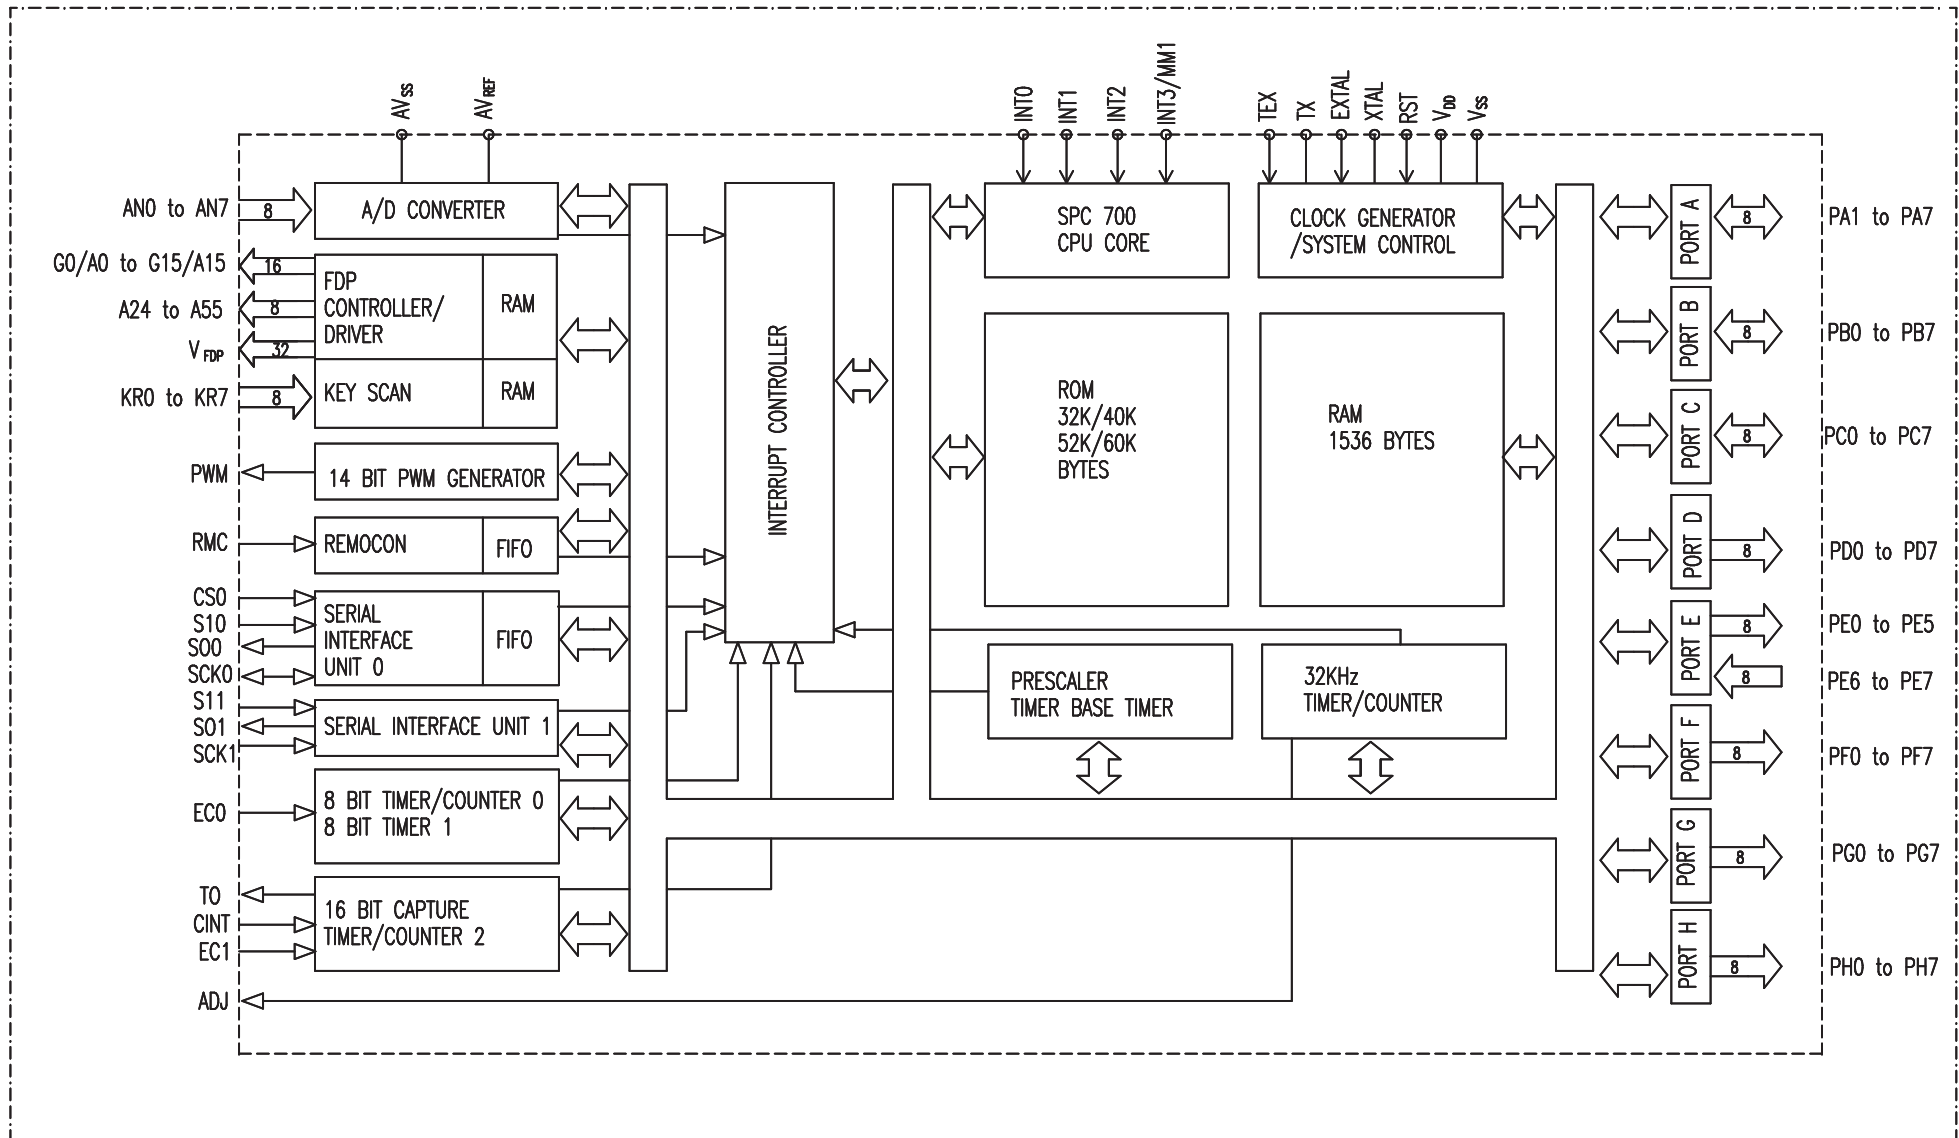 AVSS
AVREF
INT0
INT1
INT2
INT3/MM1
TEX
TX
EXTAL
XTAL
RST
VDD
VSS
AN0 to AN7
8
A/D CONVERTER
G0/A0 to G15/A15
16
A24 to A55
8
VFDP
32
KR0 to KR7
8
FDP
CONTROLLER/
DRIVER
RAM
KEY SCAN
RAM
PWM
14 BIT PWM GENERATOR
RMC
REMOCON
FIFO
CS0
S10
SO0
SCK0
SERIAL
INTERFACE
UNIT 0
FIFO
S11
SO1
SCK1
SERIAL INTERFACE UNIT 1
EC0
8 BIT TIMER/COUNTER 0
8 BIT TIMER 1
TO
CINT
EC1
16 BIT CAPTURE
TIMER/COUNTER 2
ADJ
INTERRUPT CONTROLLER
SPC 700
CPU CORE
CLOCK GENERATOR
/SYSTEM CONTROL
ROM
32K/40K
52K/60K
BYTES
RAM
1536 BYTES
PRESCALER
TIMER BASE TIMER
32KHz
TIMER/COUNTER
PORT A
8
PA1 to PA7
PORT B
8
PB0 to PB7
PORT C
8
PC0 to PC7
PORT D
8
PD0 to PD7
PORT E
8
PE0 to PE5
8
PE6 to PE7
PORT F
8
PF0 to PF7
PORT G
8
PG0 to PG7
PORT H
8
PH0 to PH7